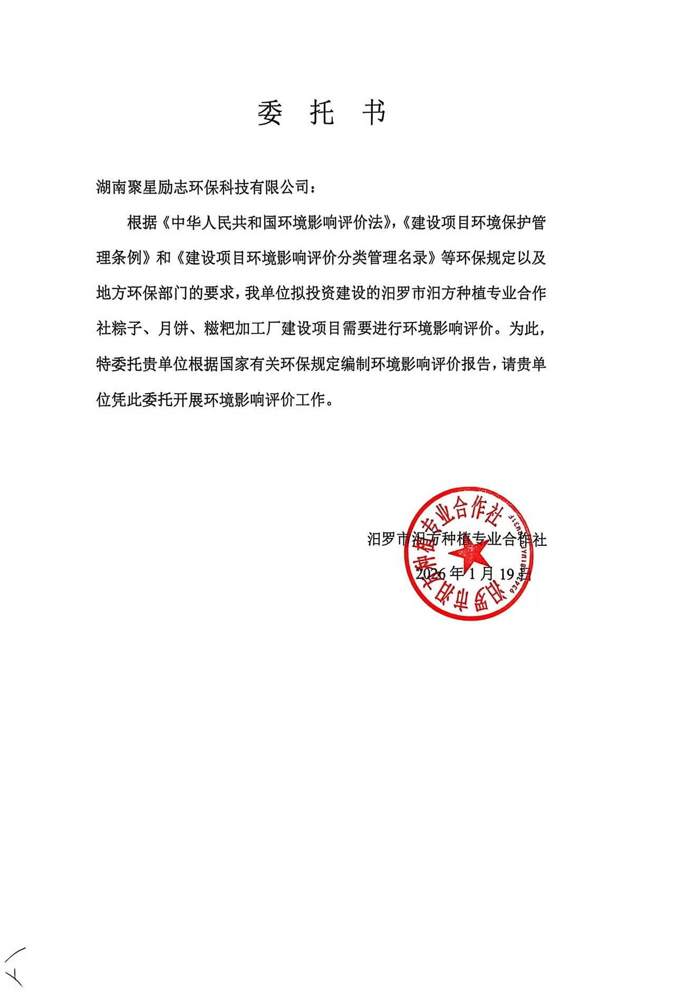 委 托 书
湖南聚星励志环保科技有限公司：
根据《中华人民共和国环境影响评价法》，《建设项目环境保护管
理条例》和《建设项目环境影响评价分类管理名录》等环保规定以及
地方环保部门的要求，我单位拟投资建设的汨罗市汨方种植专业合作
社粽子、月饼、糍粑加工厂建设项目需要进行环境影响评价。为此，
特委托贵单位根据国家有关环保规定编制环境影响评价报告，请贵单
位凭此委托开展环境影响评价工作。
汨罗市汨方种植专业合作社
2026 年 1 月 19 日
汨罗市汨方种植专业合作社